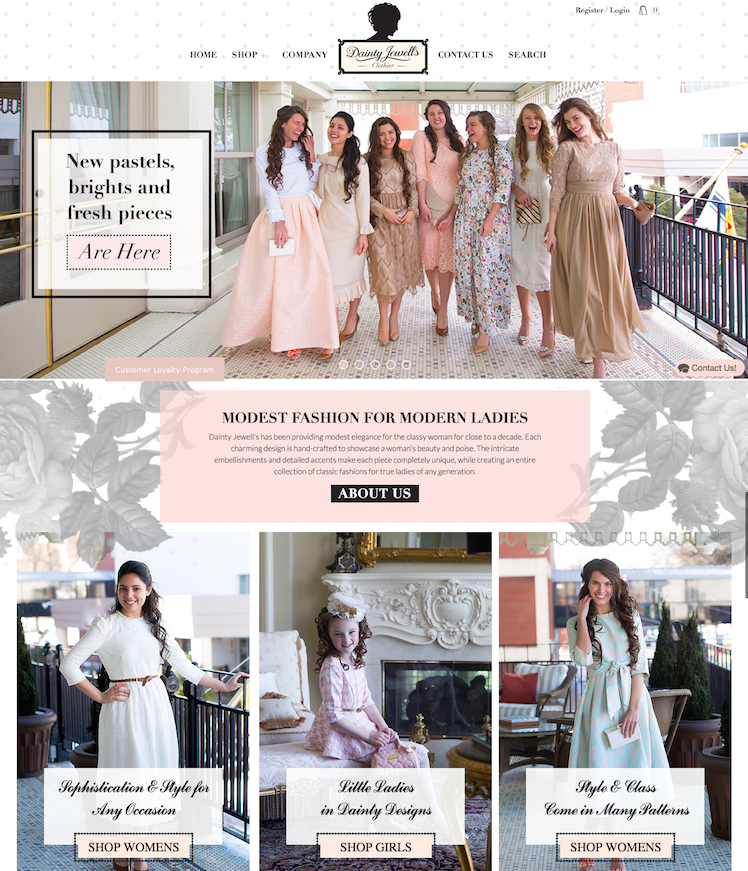 Register / Login (0)
HOME SHOP + COMPANY Dainty Jewell's CONTACT US SEARCH
Clothier
New pastels,
brights and
fresh pieces
Are Here
Customer Loyalty Program
Contact Us!
MODEST FASHION FOR MODERN LADIES
Dainty Jewell's has been providing modest elegance for the classy woman for close to a decade. Each
charming design is hand-crafted to showcase a woman's beauty and poise. The intricate
embellishments and detailed accents make each piece completely unique, while creating an entire
collection of classic fashions for true ladies of any generation.
ABOUT US
Sophistication & Style for
Any Occasion
SHOP WOMENS
Little Ladies
in Dainty Designs
SHOP GIRLS
Style & Class
Come in Many Patterns
SHOP WOMENS